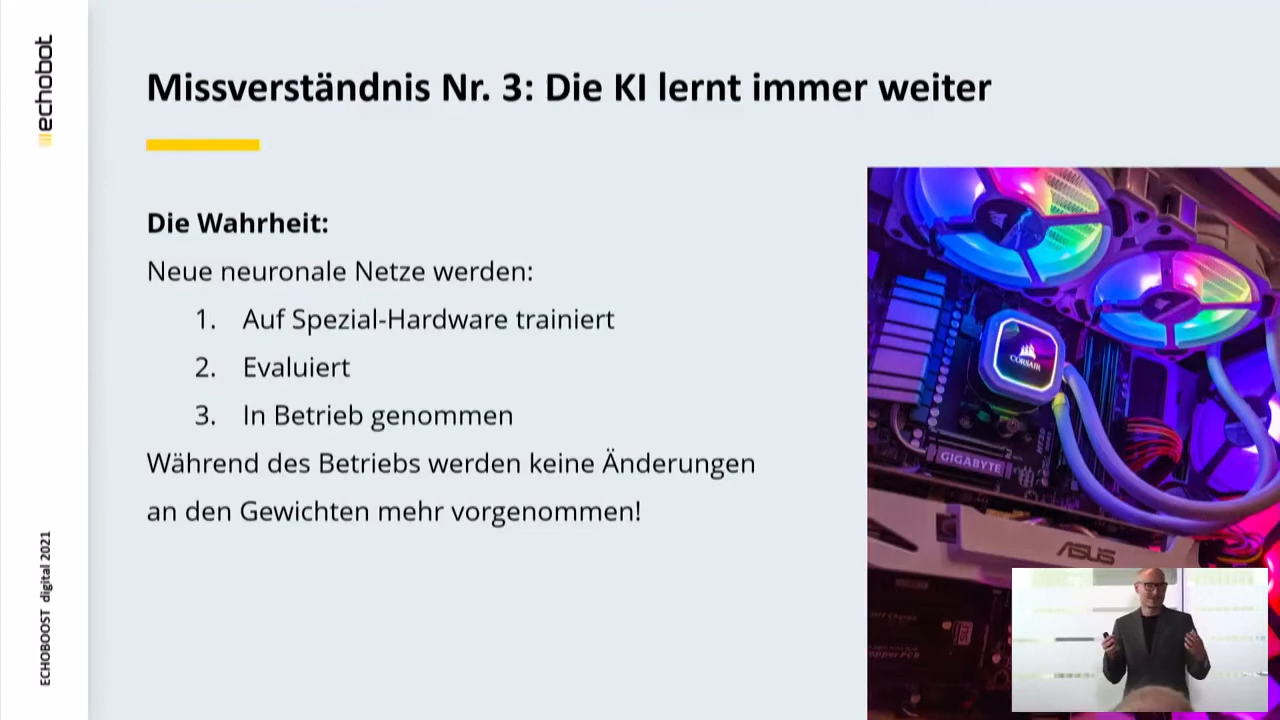 echobot
ECHOBOOST digital 2021
Missverständnis Nr. 3: Die KI lernt immer weiter
Die Wahrheit:
Neue neuronale Netze werden:
1. Auf Spezial-Hardware trainiert
2. Evaluiert
3. In Betrieb genommen
Während des Betriebs werden keine Änderungen
an den Gewichten mehr vorgenommen!
CORSAIR
GIGABYTE
ASUS